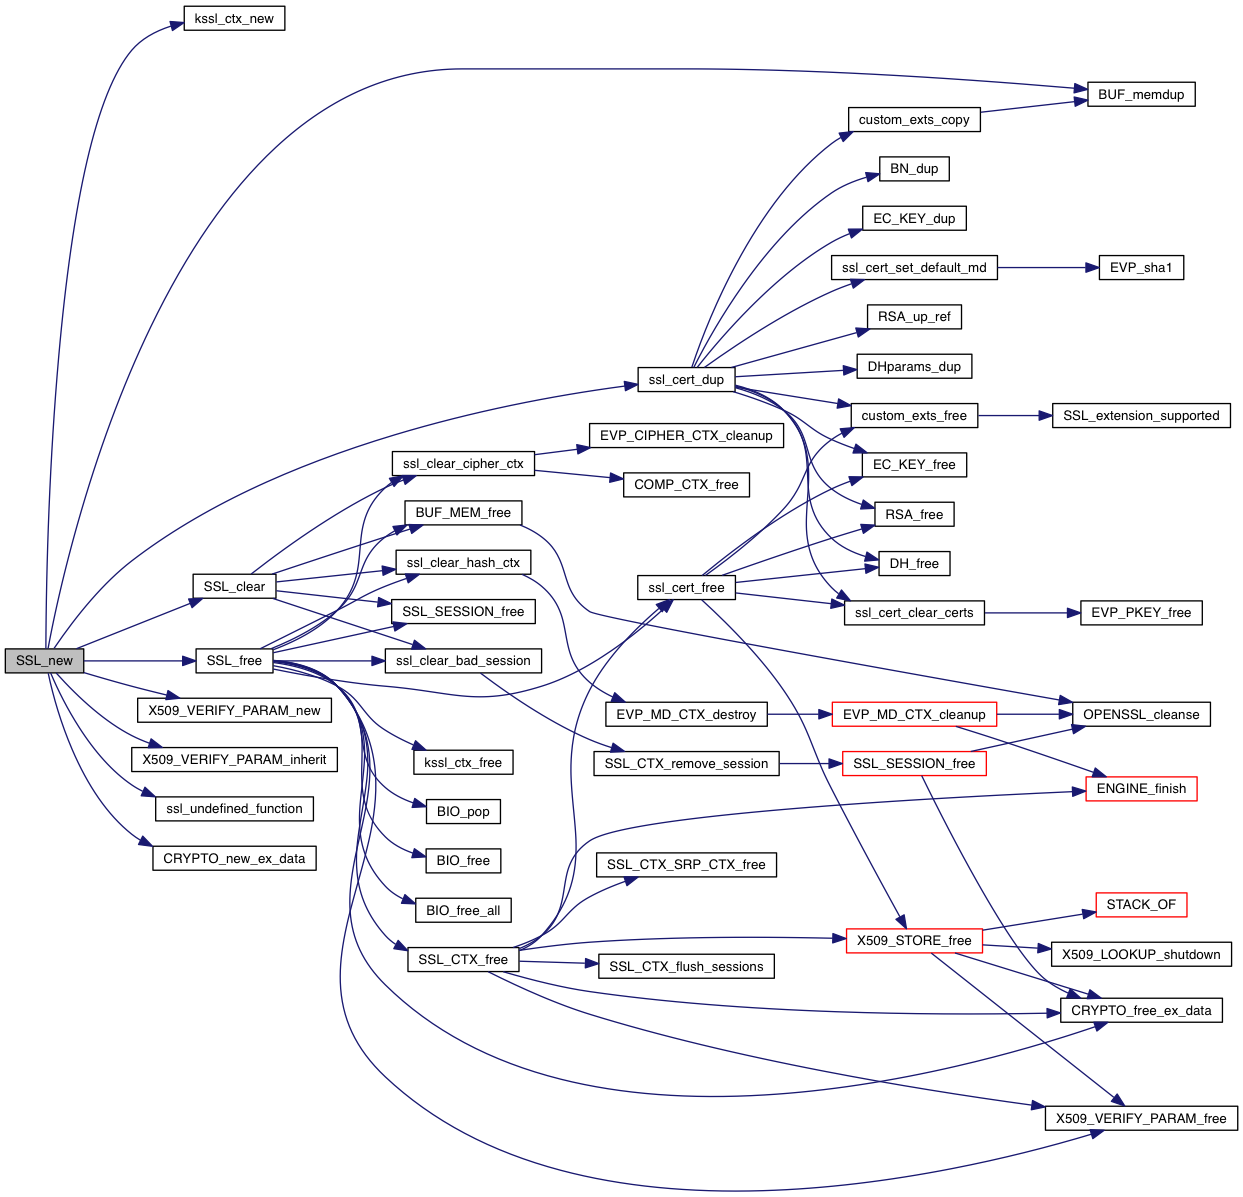 kssl_ctx_new
BUF_memdup
custom_exts_copy
BN_dup
EC_KEY_dup
ssl_cert_set_default_md
EVP_sha1
RSA_up_ref
DHparams_dup
ssl_cert_dup
custom_exts_free
SSL_extension_supported
EVP_CIPHER_CTX_cleanup
ssl_clear_cipher_ctx
EC_KEY_free
COMP_CTX_free
BUF_MEM_free
RSA_free
ssl_clear_hash_ctx
DH_free
SSL_clear
ssl_cert_free
SSL_SESSION_free
ssl_cert_clear_certs
EVP_PKEY_free
SSL_new
SSL_free
ssl_clear_bad_session
X509_VERIFY_PARAM_new
EVP_MD_CTX_destroy
EVP_MD_CTX_cleanup
OPENSSL_cleanse
X509_VERIFY_PARAM_inherit
kssl_ctx_free
SSL_CTX_remove_session
SSL_SESSION_free
ENGINE_finish
ssl_undefined_function
BIO_pop
CRYPTO_new_ex_data
BIO_free
SSL_CTX_SRP_CTX_free
STACK_OF
BIO_free_all
X509_STORE_free
X509_LOOKUP_shutdown
SSL_CTX_free
SSL_CTX_flush_sessions
CRYPTO_free_ex_data
X509_VERIFY_PARAM_free